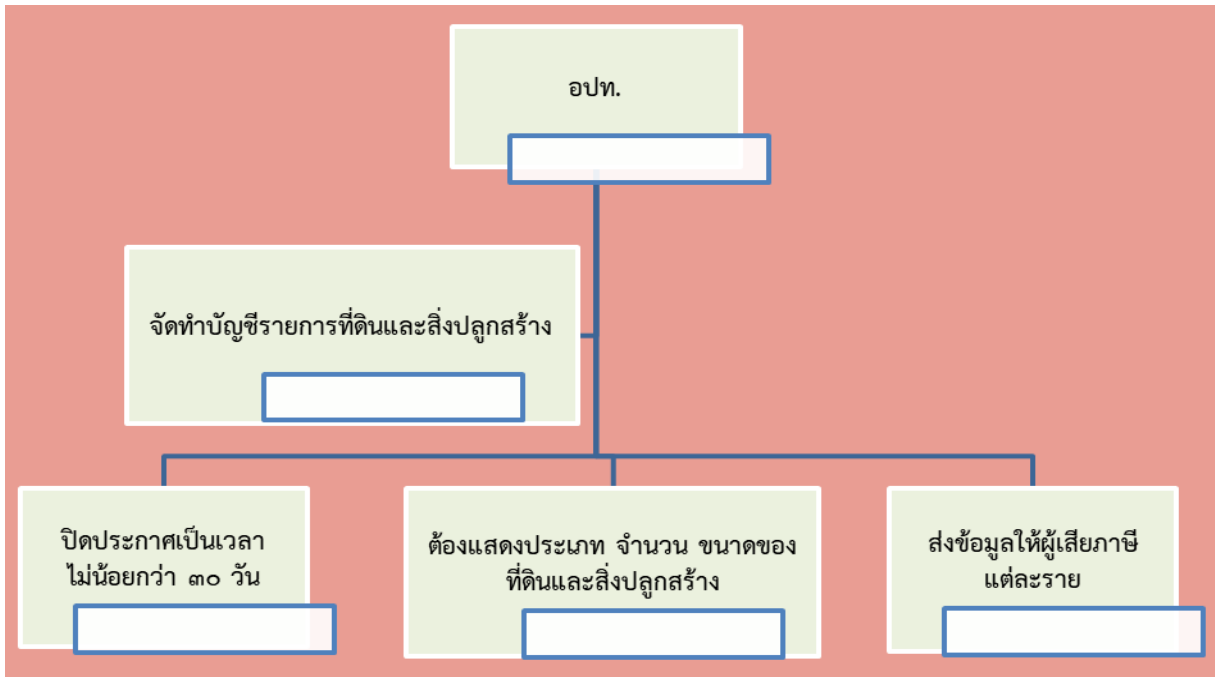 อปท.
จัดทำบัญชีรายการที่ดินและสิ่งปลูกสร้าง
ปิดประกาศเป็นเวลา
ไม่น้อยกว่า ๓๐ วัน
ต้องแสดงประเภท จำนวน ขนาดของ
ที่ดินและสิ่งปลูกสร้าง
ส่งข้อมูลให้ผู้เสียภาษี
แต่ละราย